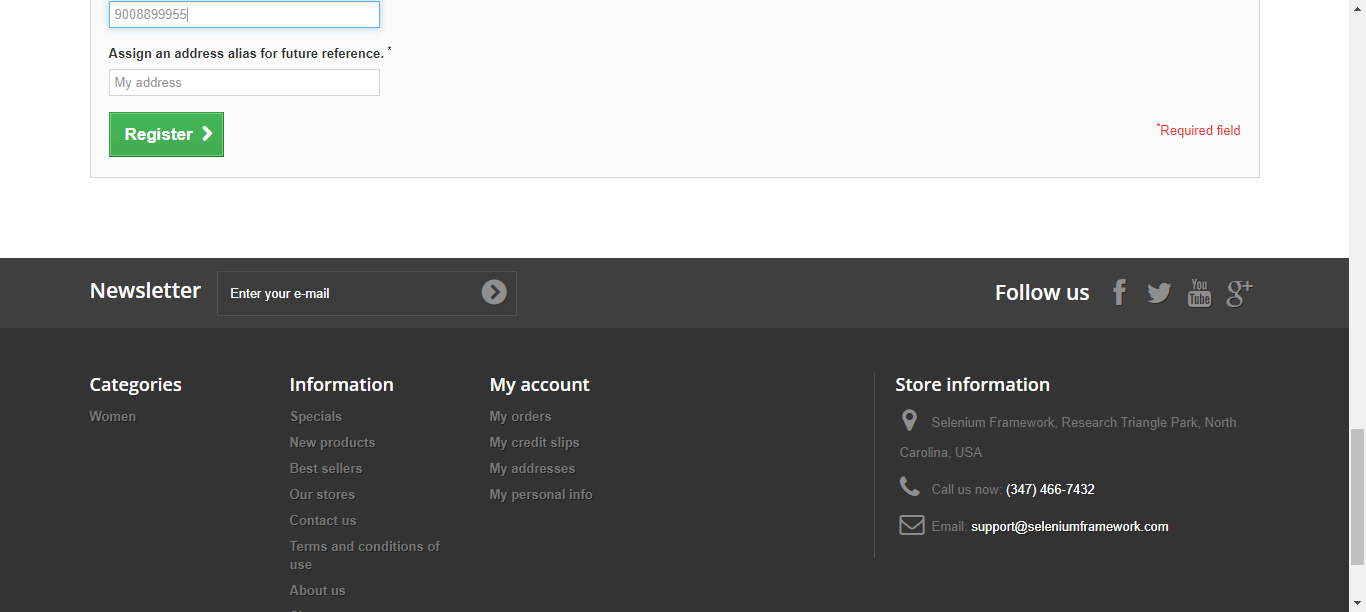 9008899955
Assign an address alias for future reference. *
My address
Register
*Required field
Newsletter
Enter your e-mail
Follow us
You
Tube
g+
Categories
Women
Information
Specials
New products
Best sellers
Our stores
Contact us
Terms and conditions of
use
About us
My account
My orders
My credit slips
My addresses
My personal info
Store information
Selenium Framework, Research Triangle Park, North
Carolina, USA
Call us now: (347) 466-7432
Email: support@seleniumframework.com